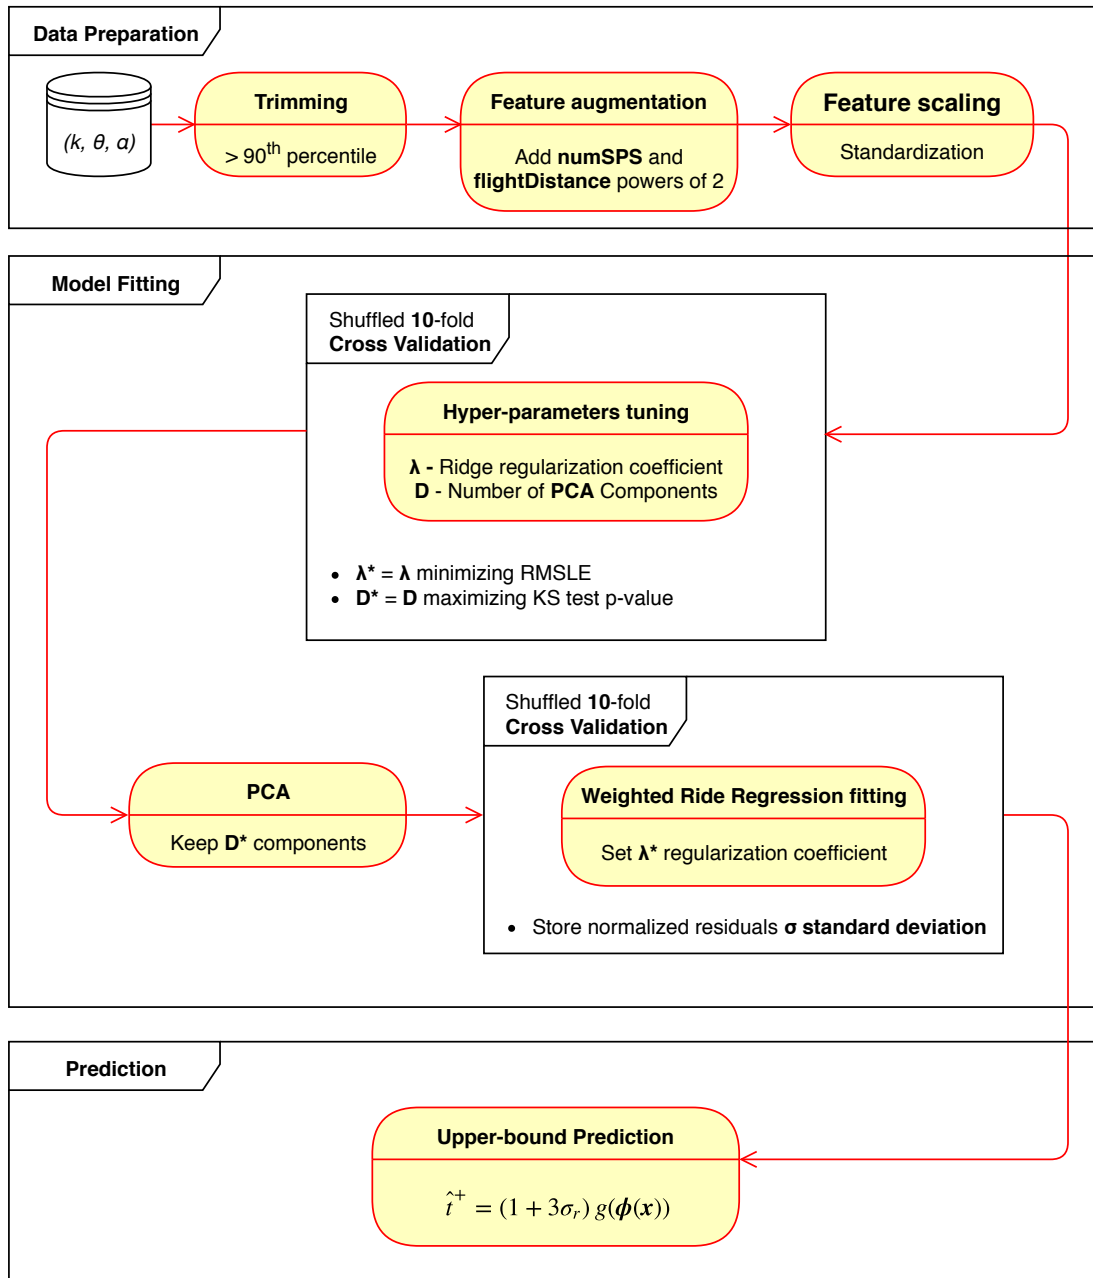 Data Preparation
(k, θ, α)
Trimming
> 90th percentile
Feature augmentation
Add numSPS and
flightDistance powers of 2
Feature scaling
Standardization
Model Fitting
Shuffled 10-fold
Cross Validation
Hyper-parameters tuning
λ - Ridge regularization coefficient
D - Number of PCA Components
• λ* = λ minimizing RMSLE
• D* = D maximizing KS test p-value
PCA
Keep D* components
Shuffled 10-fold
Cross Validation
Weighted Ride Regression fitting
Set λ* regularization coefficient
• Store normalized residuals σ standard deviation
Prediction
Upper-bound Prediction
t̂⁺ = (1 + 3σᵣ) g(ϕ(x))